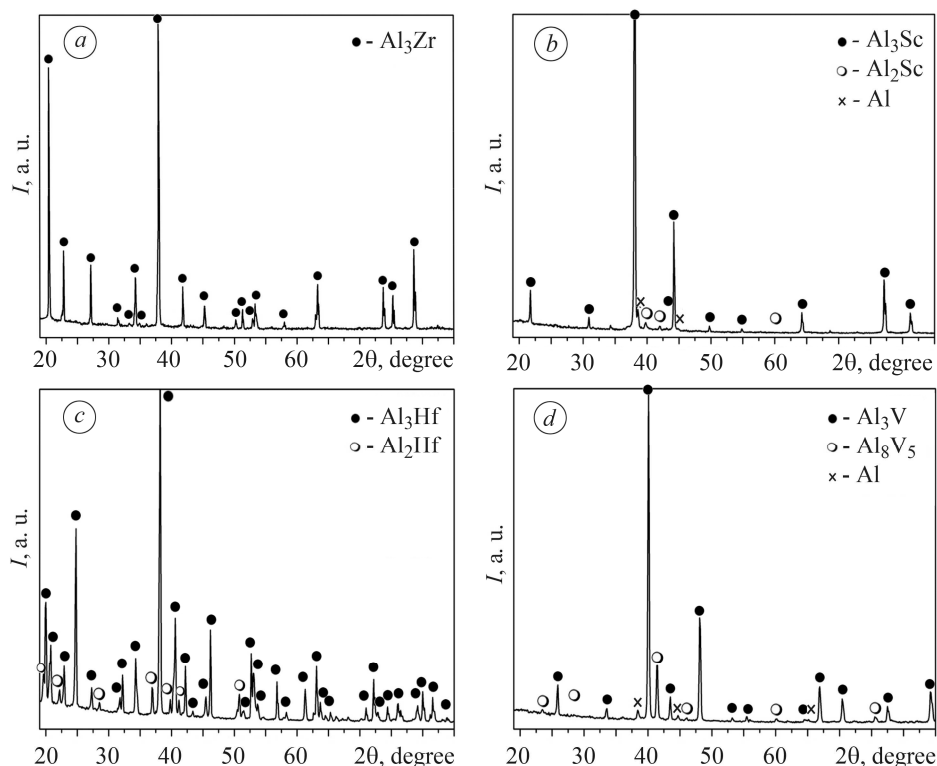 a
● - Al₃Zr
I, a. u.
20 30 40 50 60 2θ, degree
b
● - Al₃Sc
○ - Al₂Sc
× - Al
I, a. u.
20 30 40 50 60 2θ, degree
c
● - Al₃Hf
○ - Al₂Hf
I, a. u.
20 30 40 50 60 2θ, degree
d
● - Al₃V
○ - Al₈V₅
× - Al
I, a. u.
20 30 40 50 60 2θ, degree